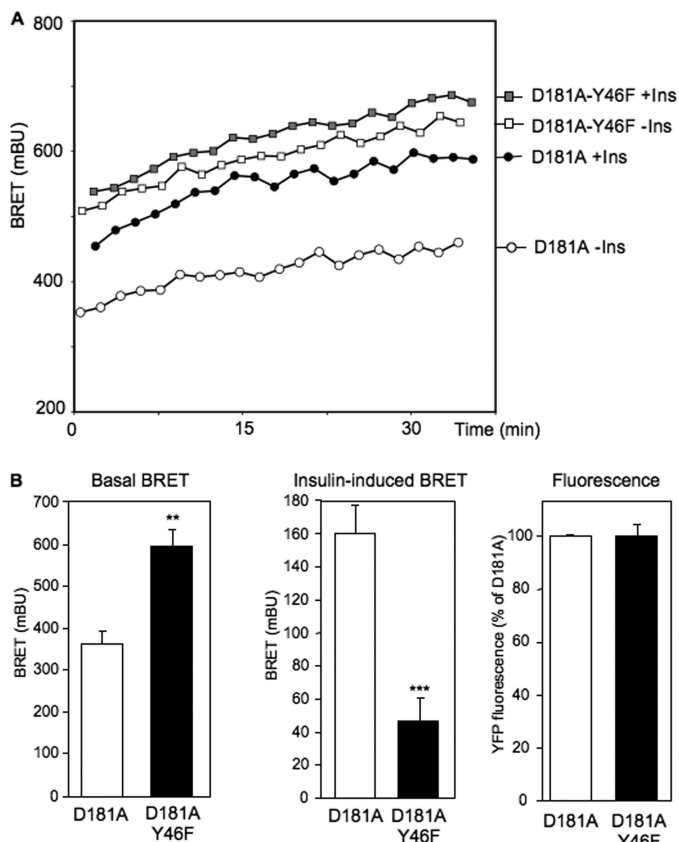 A
800
600
400
200
BRET (mBU)
0
15
30
Time (min)
D181A-Y46F +Ins
D181A-Y46F -Ins
D181A +Ins
D181A -Ins
B
Basal BRET
700
600
500
400
300
200
100
0
BRET (mBU)
**
D181A
D181A
Y46F
Insulin-induced BRET
180
160
140
120
100
80
60
40
20
0
BRET (mBU)
***
D181A
D181A
Y46F
Fluorescence
100
80
60
40
20
0
YFP fluorescence (% of D181A)
D181A
D181A
Y46F